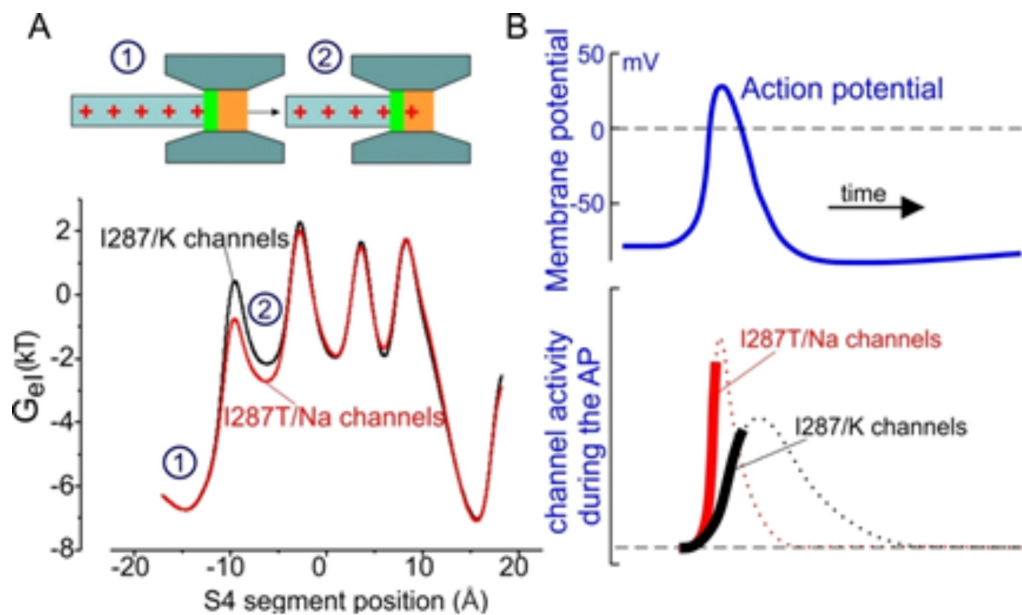 A
1
2
+ + + + +
+ + + + +
I287/K channels
2
I287T/Na channels
1
G_el(kT)
2
0
-2
-4
-6
-8
-20
-10
0
10
20
S4 segment position (Å)
B
50
mV
Action potential
0
time
-50
Membrane potential
I287T/Na channels
I287/K channels
channel activity
during the AP